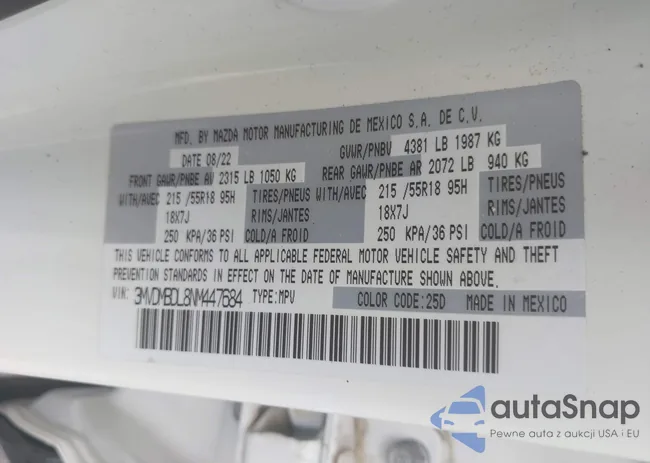 MFD. BY MAZDA MOTOR MANUFACTURING DE MEXICO S.A. DE C.V.
DATE 08/22 GVWR/PNBV 4381 LB 1987 KG
FRONT GAWR/PNBE AV 2315 LB 1050 KG REAR GAWR/PNBE AR 2072 LB 940 KG
WITH/AVEC 215 /55R18 95H TIRES/PNEUS 215 /55R18 95H TIRES/PNEUS
18X7J RIMS/JANTES 18X7J RIMS/JANTES
250 KPA/36 PSI COLD/A FROID 250 KPA/36 PSI COLD/A FROID
THIS VEHICLE CONFORMS TO ALL APPLICABLE FEDERAL MOTOR VEHICLE SAFETY AND THEFT
PREVENTION STANDARDS IN EFFECT ON THE DATE OF MANUFACTURE SHOWN ABOVE.
VIN: 3MVDMBDL8NM447684 TYPE:MPV COLOR CODE:25D MADE IN MEXICO
autaSnap
Pewne auta z aukcji USA i EU